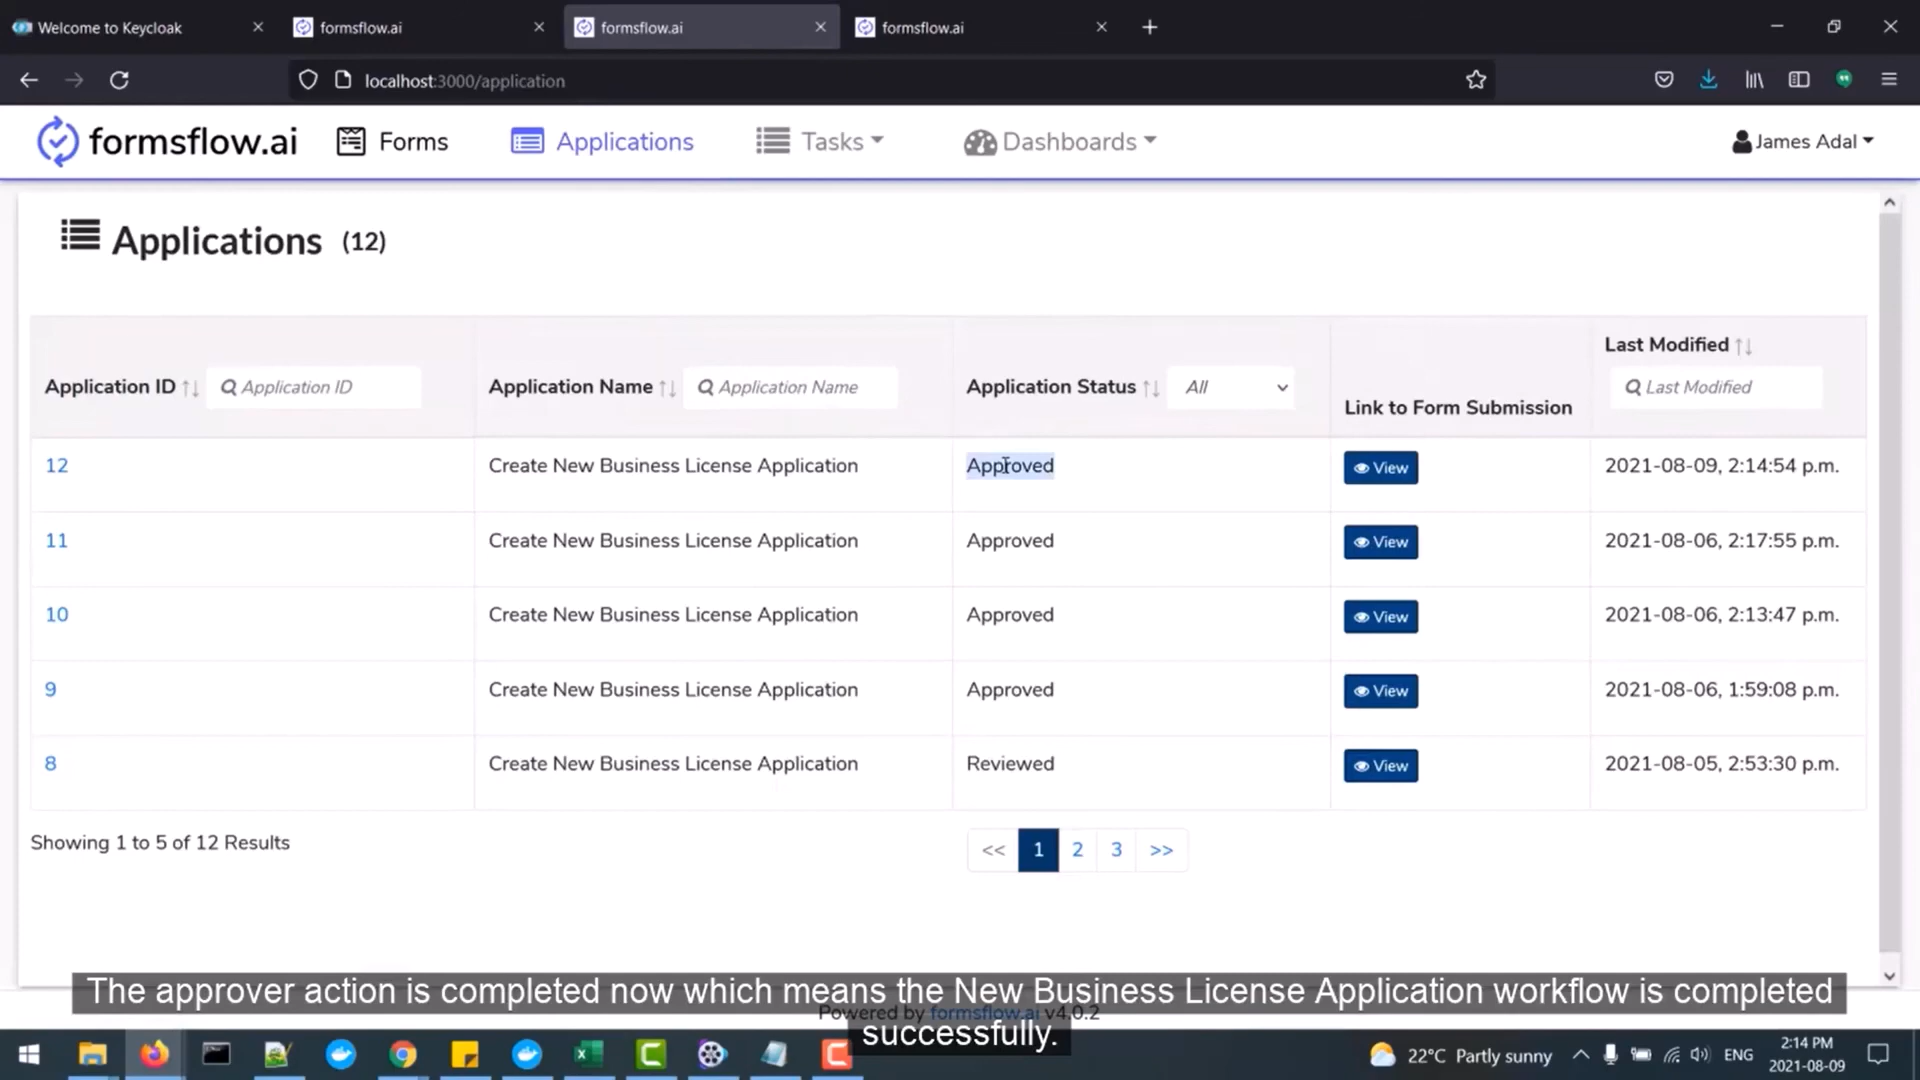 Welcome to Keycloak
formsflow.ai
formsflow.ai
formsflow.ai
localhost:3000/application
formsflow.ai
Forms
Applications
Tasks
Dashboards
James Adal
Applications (12)
Application ID
Application ID
Application Name
Application Name
Application Status
All
Link to Form Submission
Last Modified
Last Modified
12 Create New Business License Application Approved View 2021-08-09, 2:14:54 p.m.
11 Create New Business License Application Approved View 2021-08-06, 2:17:55 p.m.
10 Create New Business License Application Approved View 2021-08-06, 2:13:47 p.m.
9 Create New Business License Application Approved View 2021-08-06, 1:59:08 p.m.
8 Create New Business License Application Reviewed View 2021-08-05, 2:53:30 p.m.
Showing 1 to 5 of 12 Results
<< 1 2 3 >>
The approver action is completed now which means the New Business License Application workflow is completed
successfully.
Powered by formsflow.ai v4.0.2
22°C Partly sunny
ENG
2:14 PM
2021-08-09